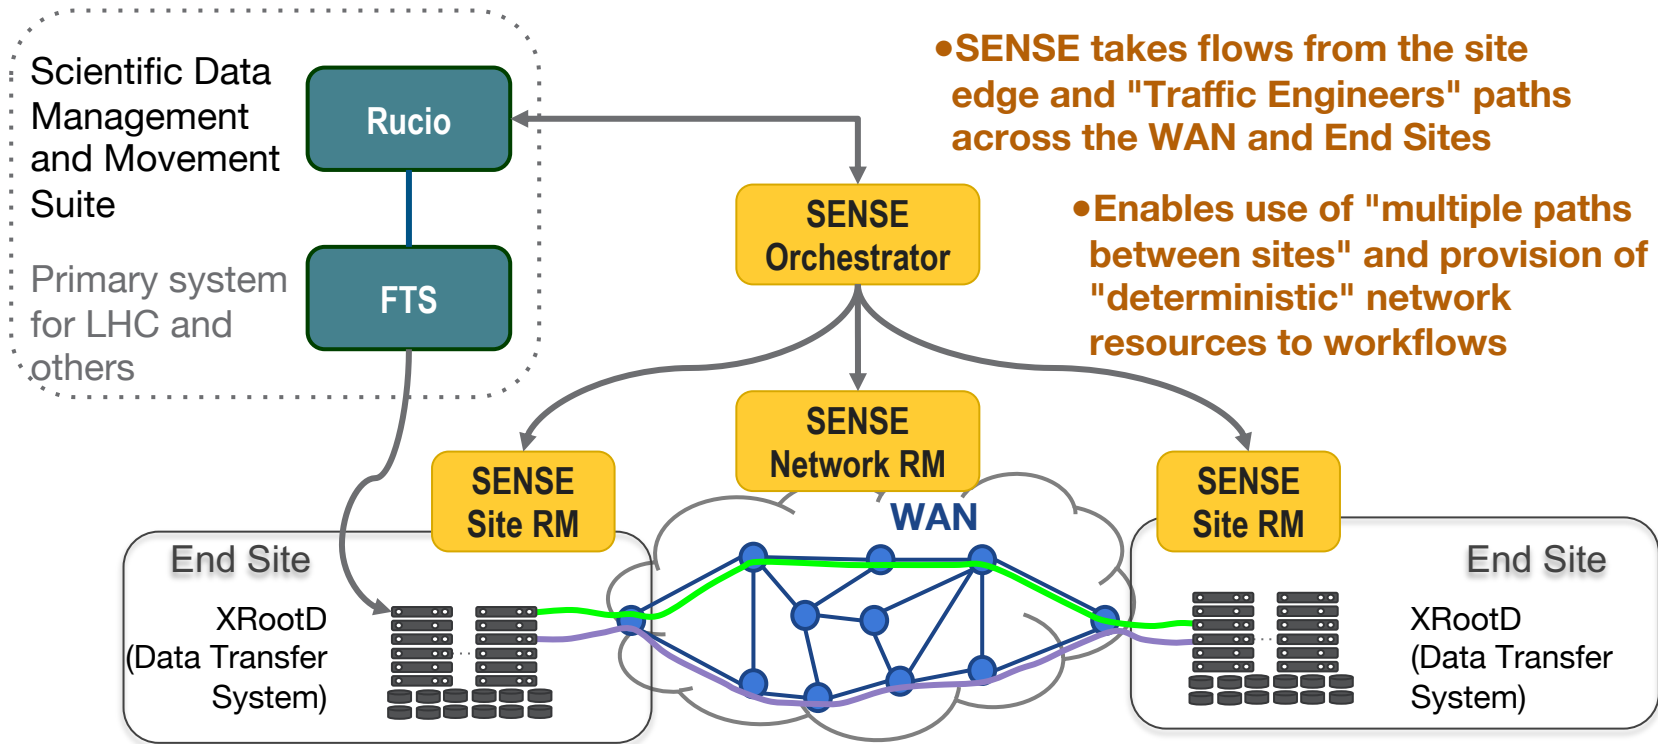 Scientific Data
Management
and Movement
Suite
Primary system
for LHC and
others
Rucio
FTS
•SENSE takes flows from the site
edge and "Traffic Engineers" paths
across the WAN and End Sites
•Enables use of "multiple paths
between sites" and provision of
"deterministic" network
resources to workflows
SENSE
Orchestrator
SENSE
Network RM
SENSE
Site RM
SENSE
Site RM
WAN
End Site
XRootD
(Data Transfer
System)
End Site
XRootD
(Data Transfer
System)